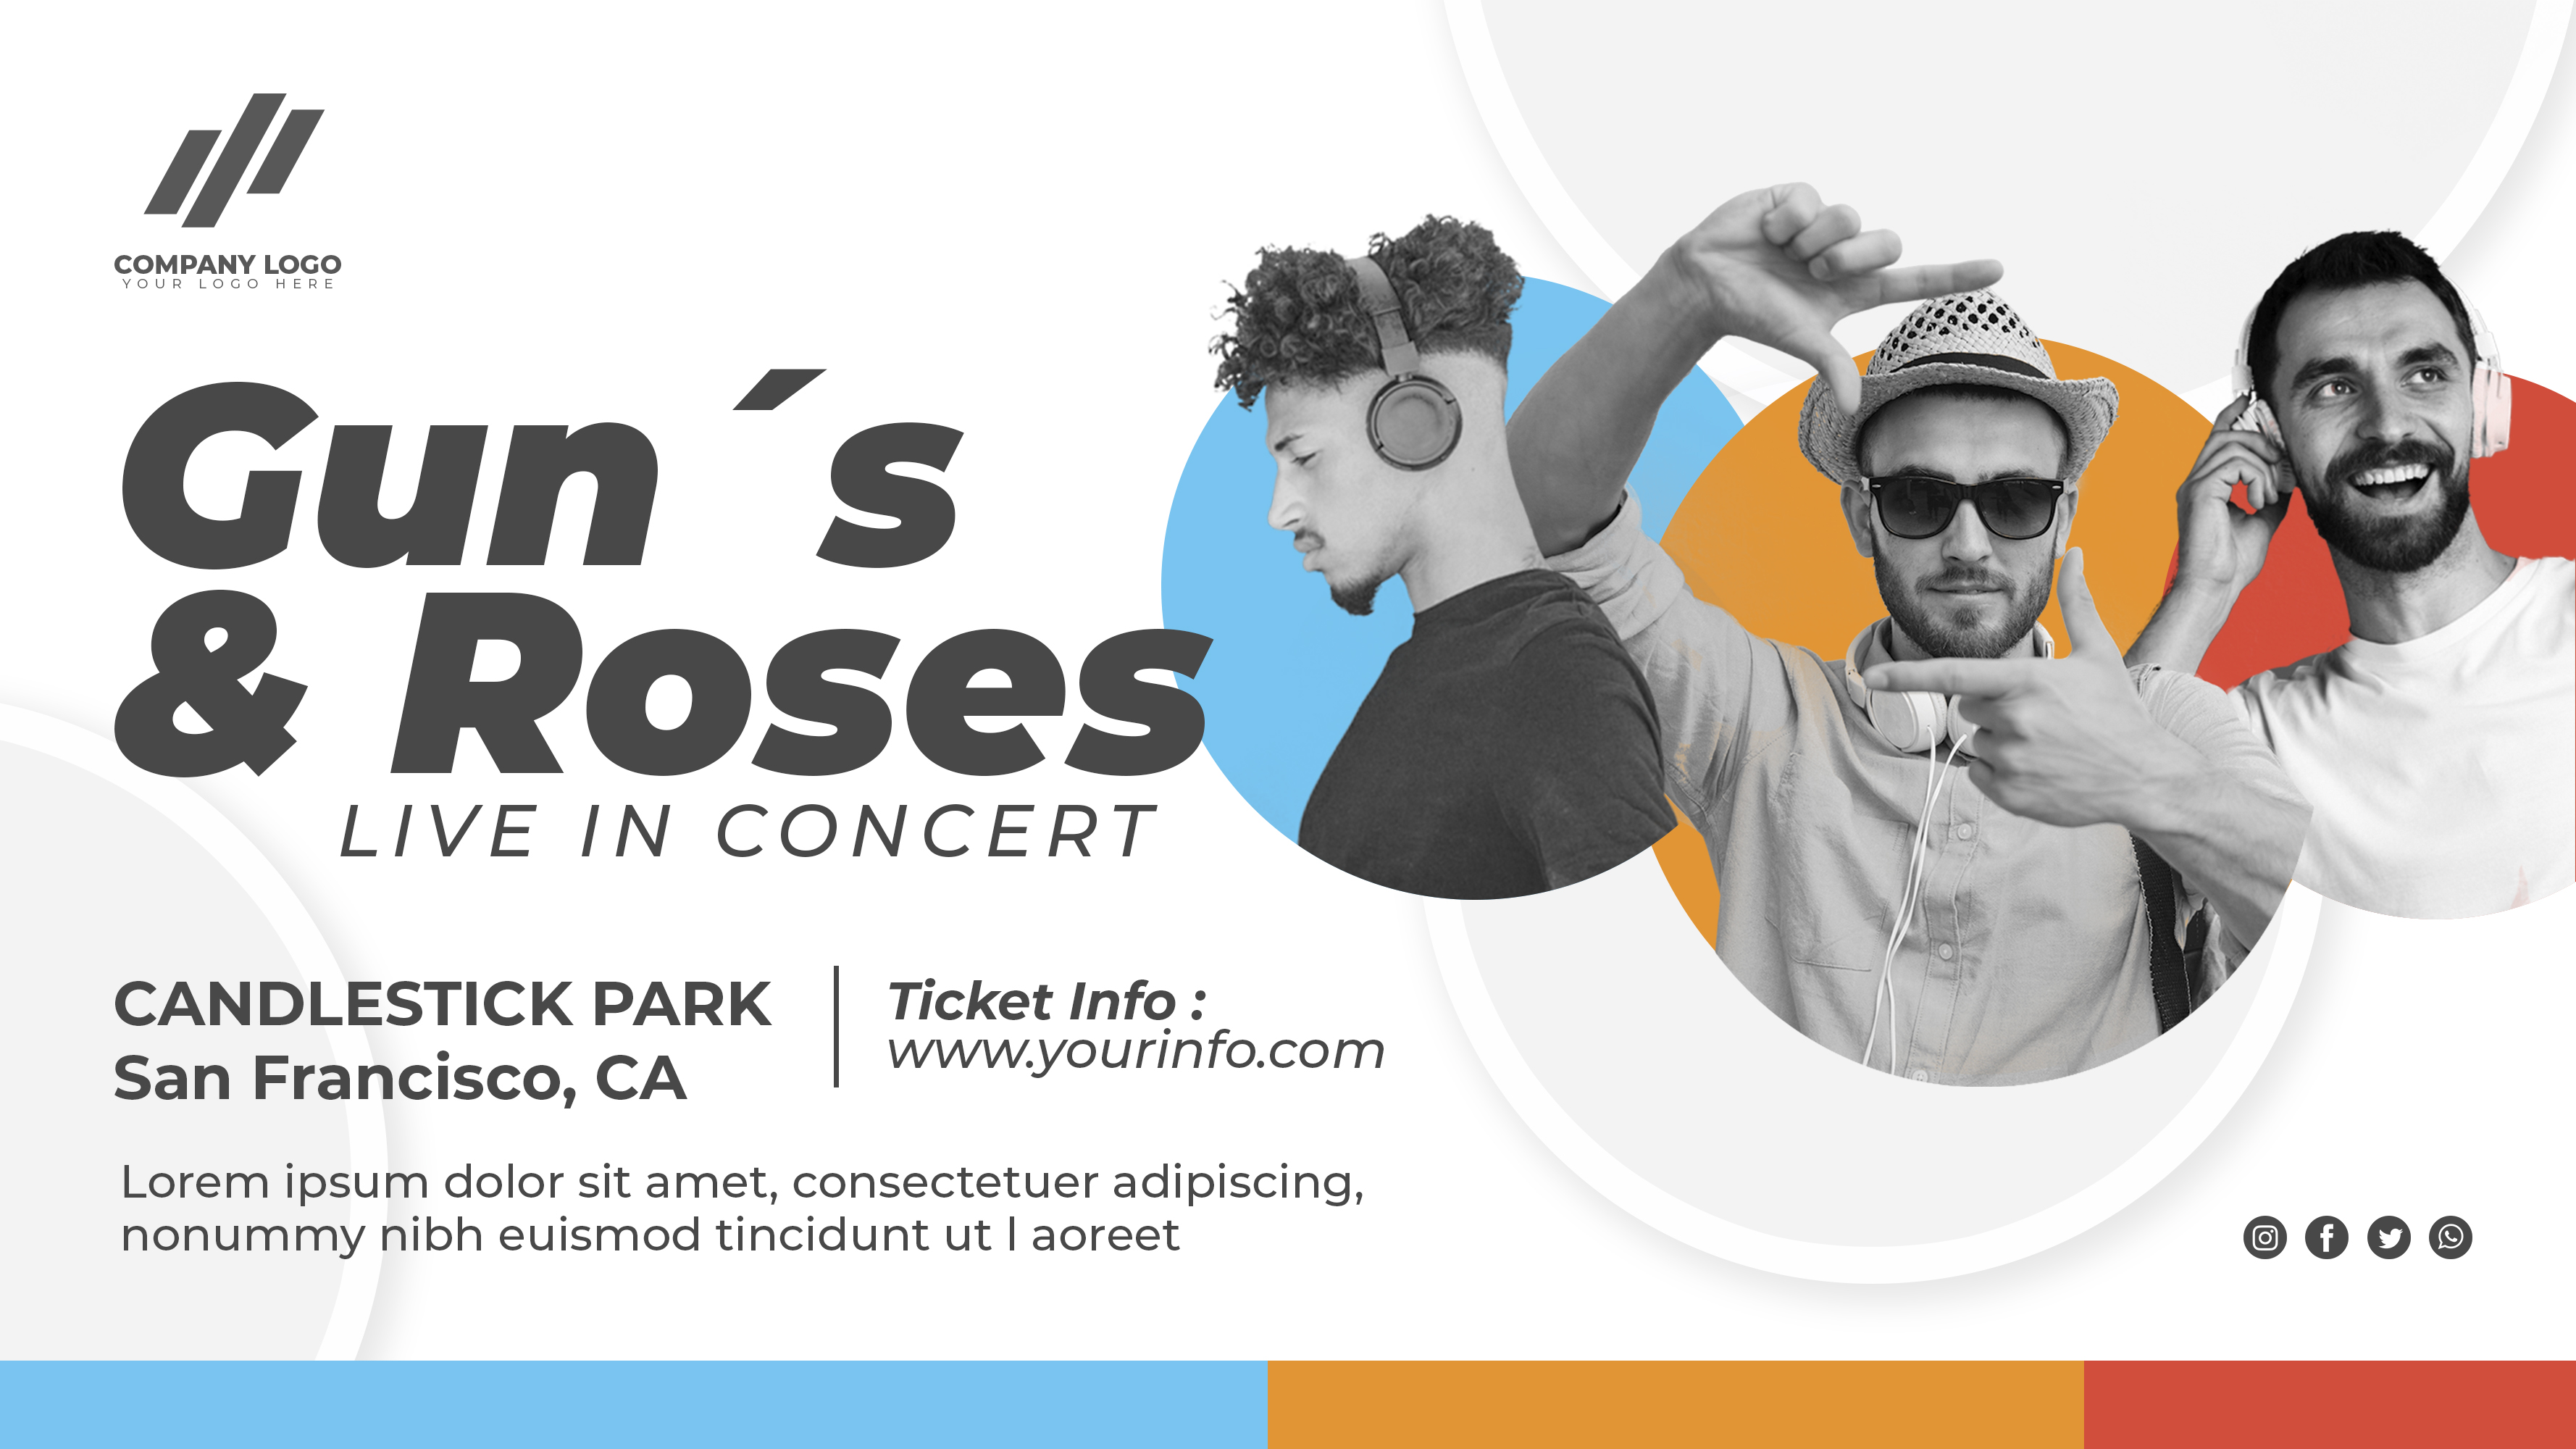 COMPANY LOGO
YOUR LOGO HERE
Gun´s
& Roses
LIVE IN CONCERT
CANDLESTICK PARK
San Francisco, CA
Ticket Info :
www.yourinfo.com
Lorem ipsum dolor sit amet, consectetuer adipiscing,
nonummy nibh euismod tincidunt ut l aoreet